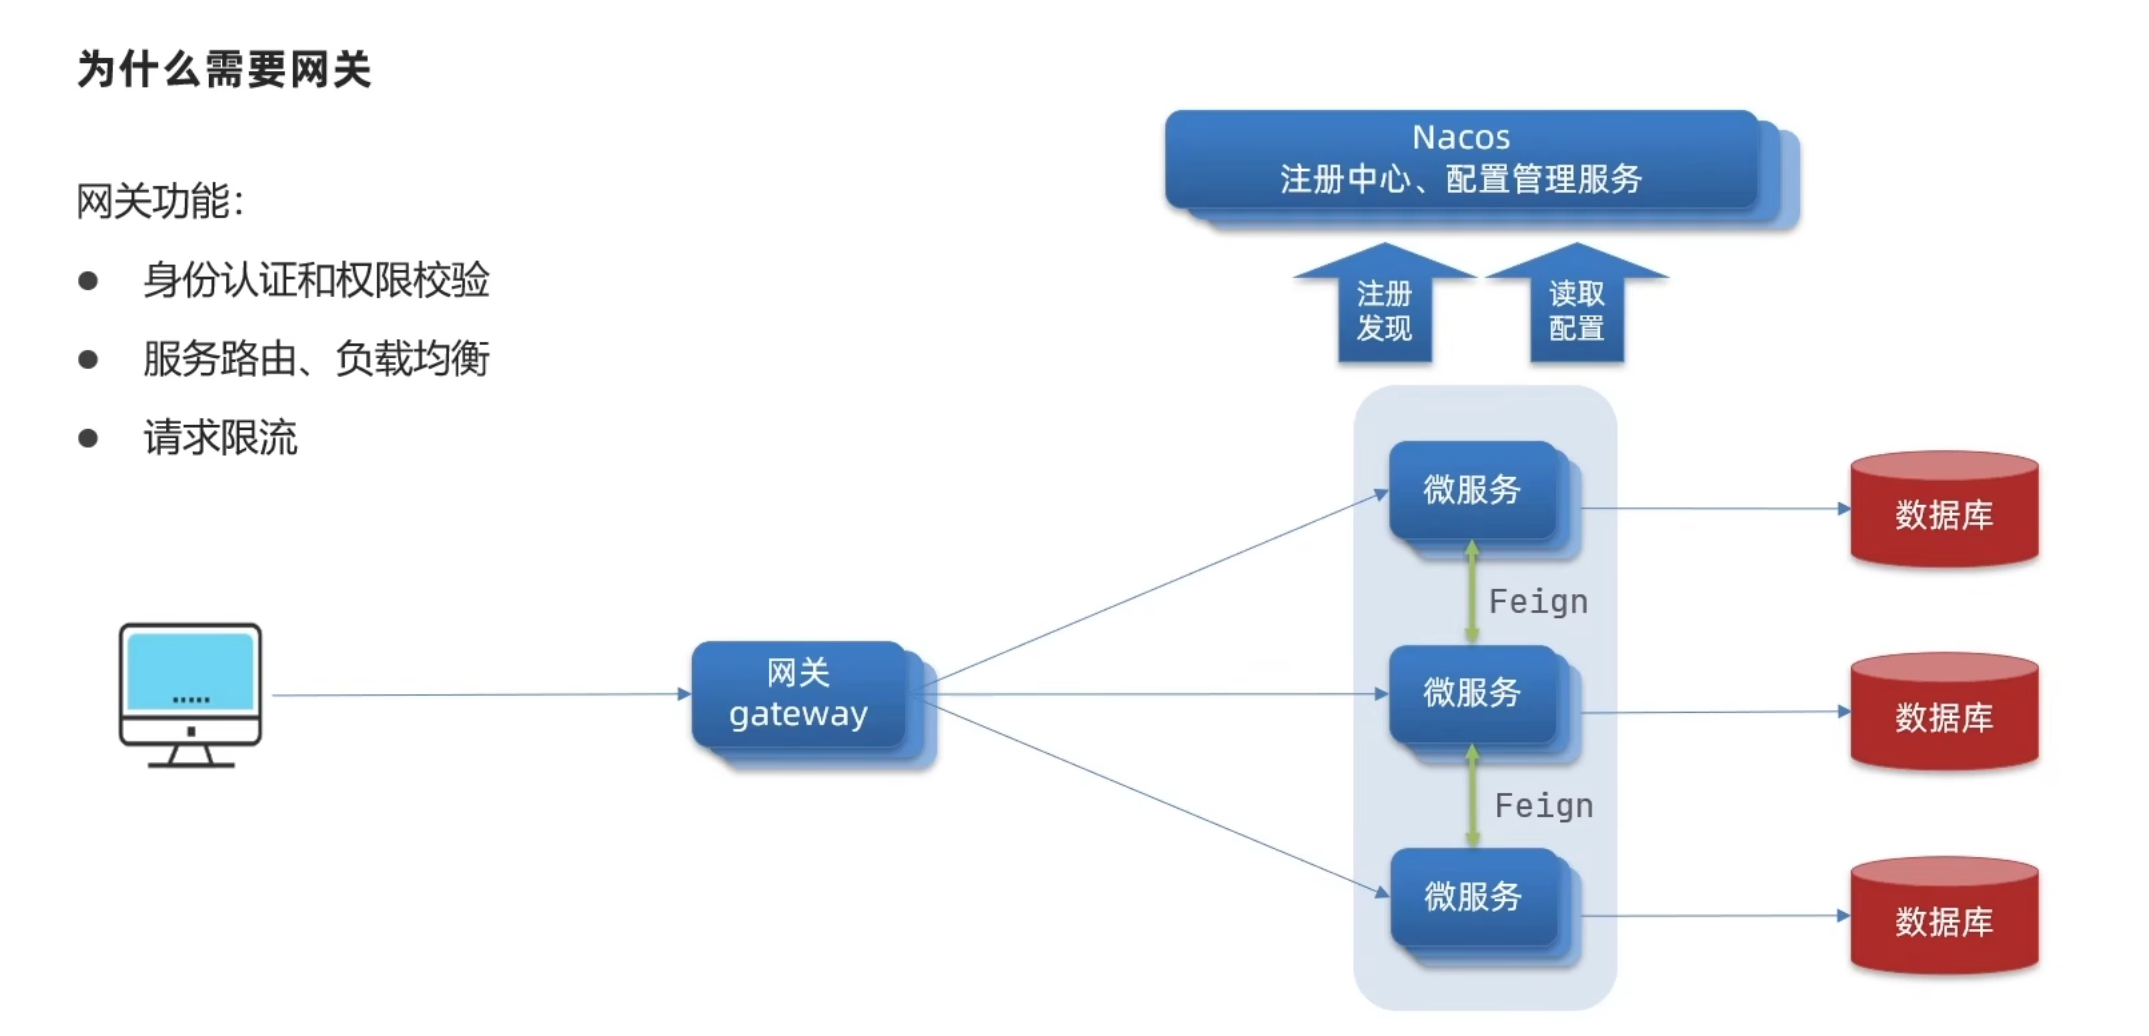 为什么需要网关
网关功能：
身份认证和权限校验
服务路由、负载均衡
请求限流
Nacos
注册中心、配置管理服务
注册
发现
读取
配置
网关
gateway
微服务
Feign
微服务
Feign
微服务
数据库
数据库
数据库